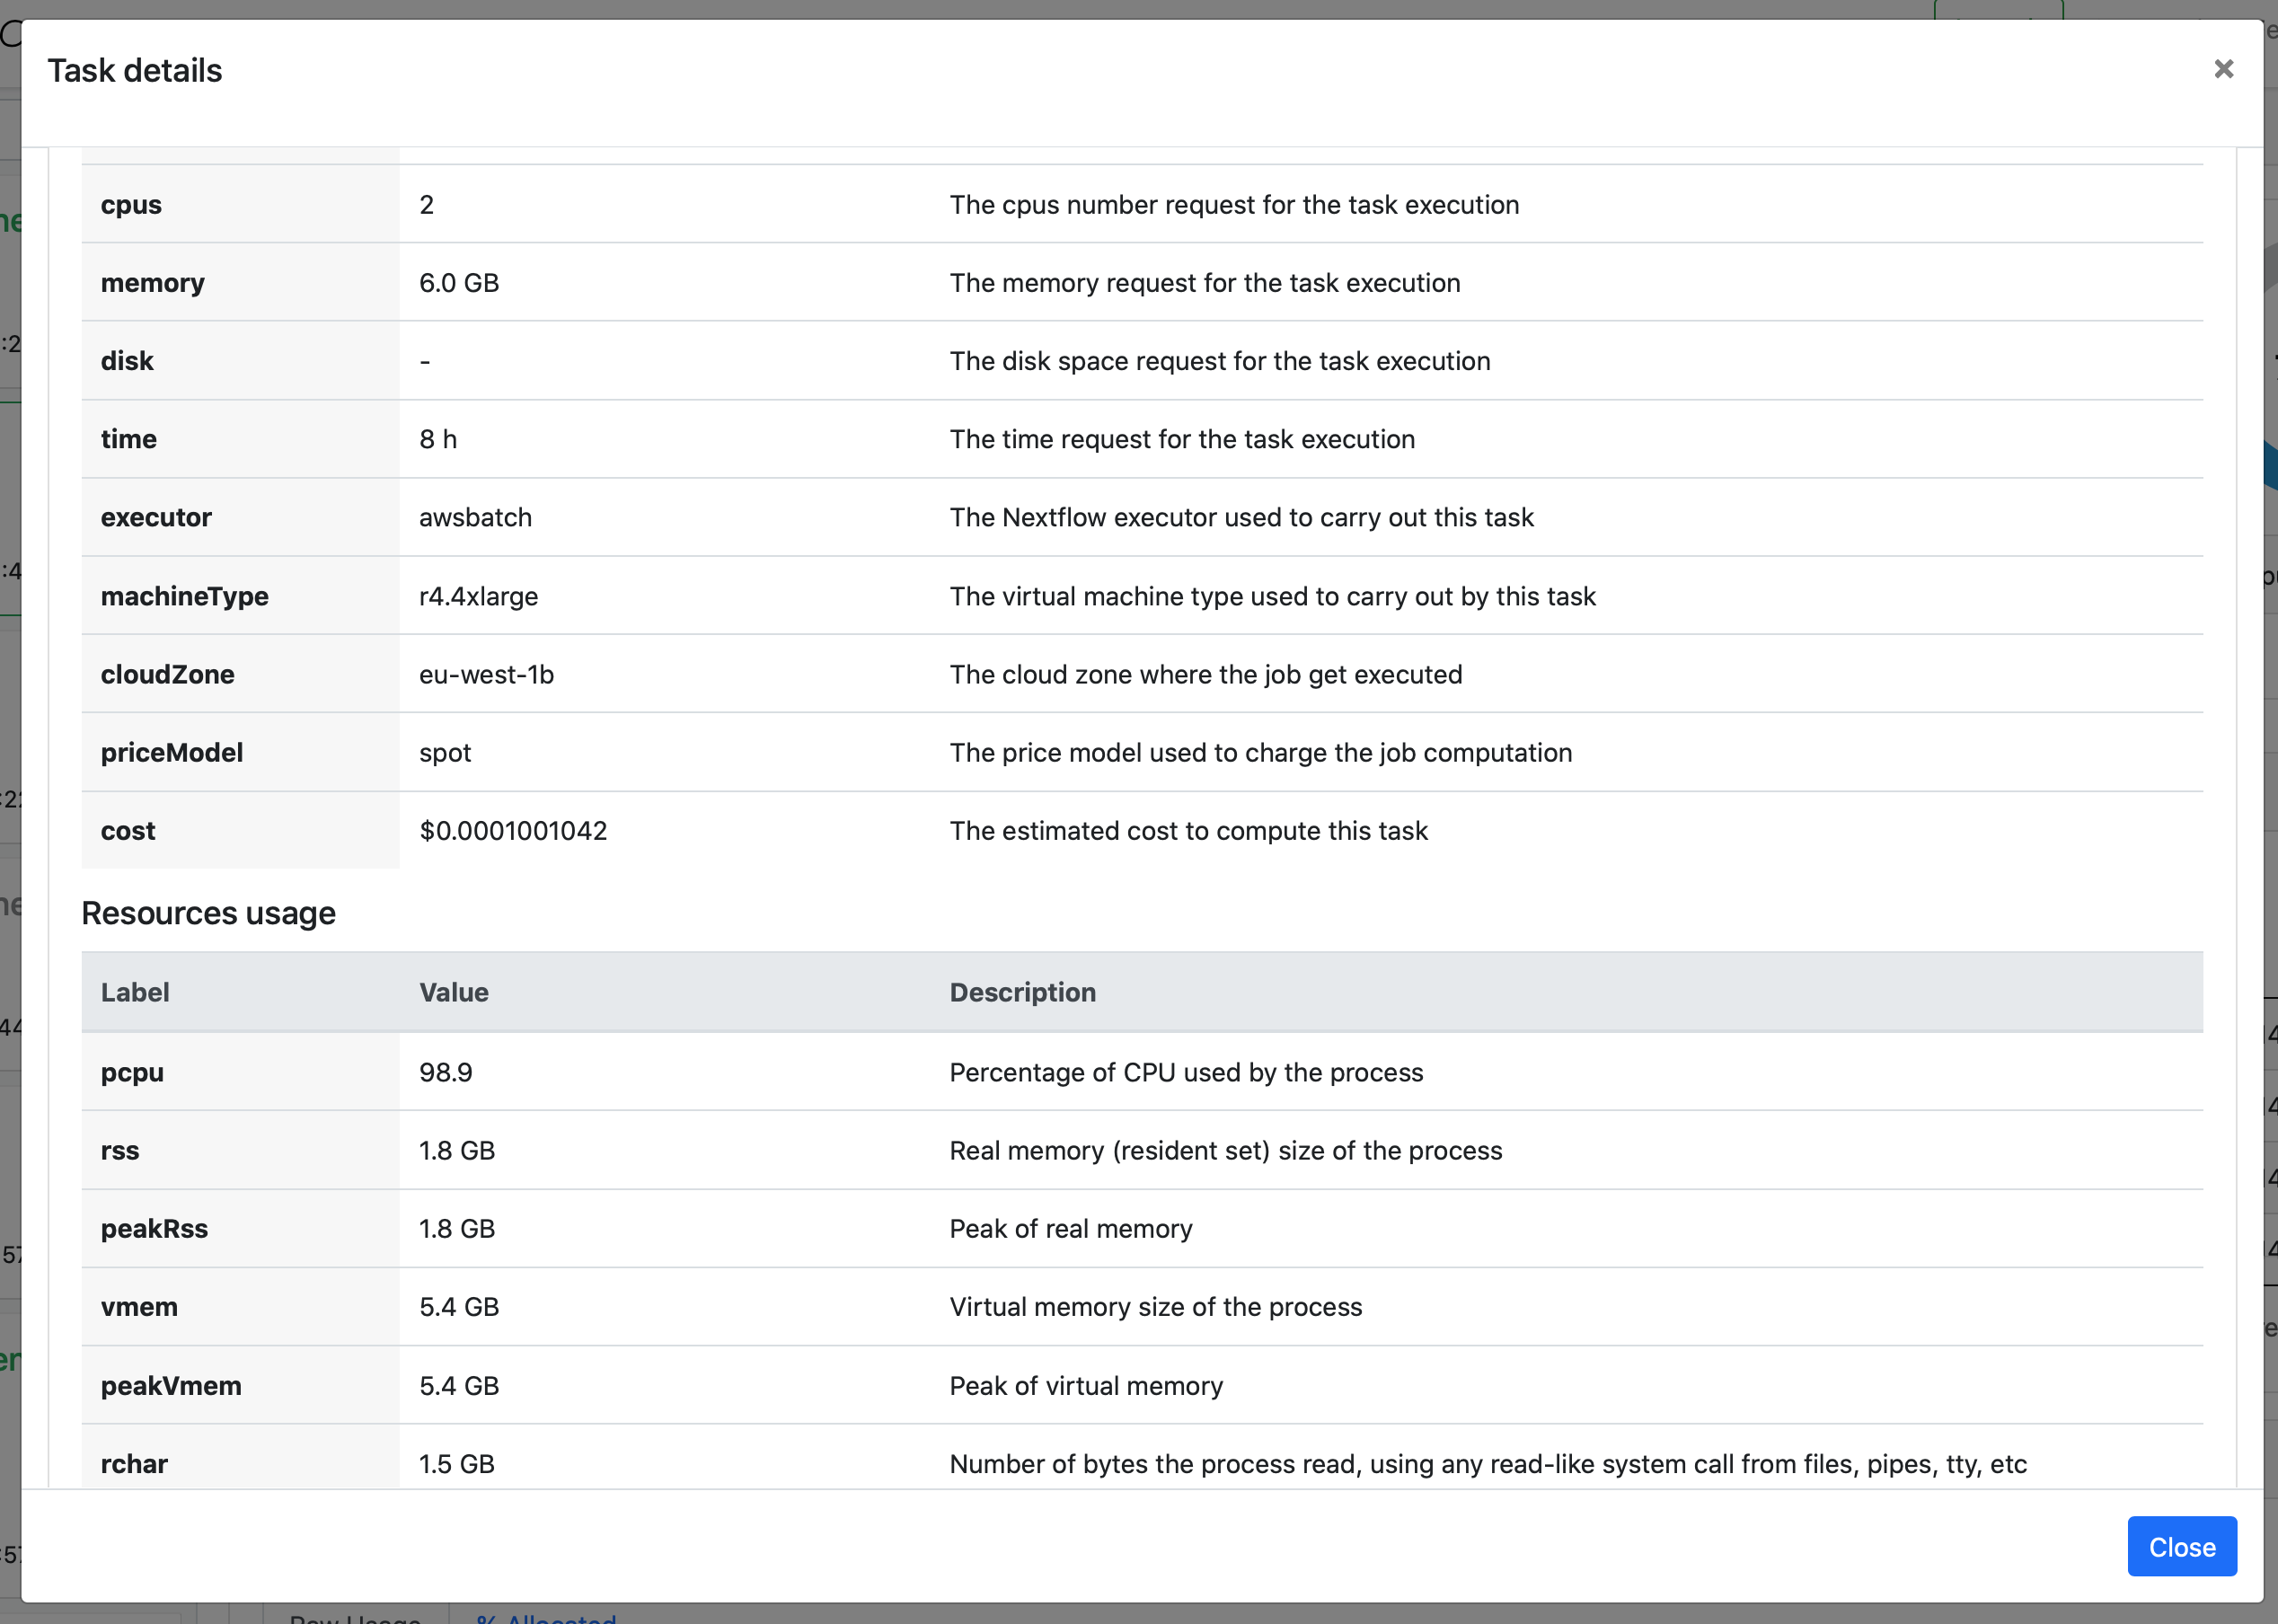 Task details
×
cpus 2 The cpus number request for the task execution
memory 6.0 GB The memory request for the task execution
disk - The disk space request for the task execution
time 8 h The time request for the task execution
executor awsbatch The Nextflow executor used to carry out this task
machineType r4.4xlarge The virtual machine type used to carry out by this task
cloudZone eu-west-1b The cloud zone where the job get executed
priceModel spot The price model used to charge the job computation
cost $0.0001001042 The estimated cost to compute this task
Resources usage
Label Value Description
pcpu 98.9 Percentage of CPU used by the process
rss 1.8 GB Real memory (resident set) size of the process
peakRss 1.8 GB Peak of real memory
vmem 5.4 GB Virtual memory size of the process
peakVmem 5.4 GB Peak of virtual memory
rchar 1.5 GB Number of bytes the process read, using any read-like system call from files, pipes, tty, etc
Close
Raw Usage % Allocated